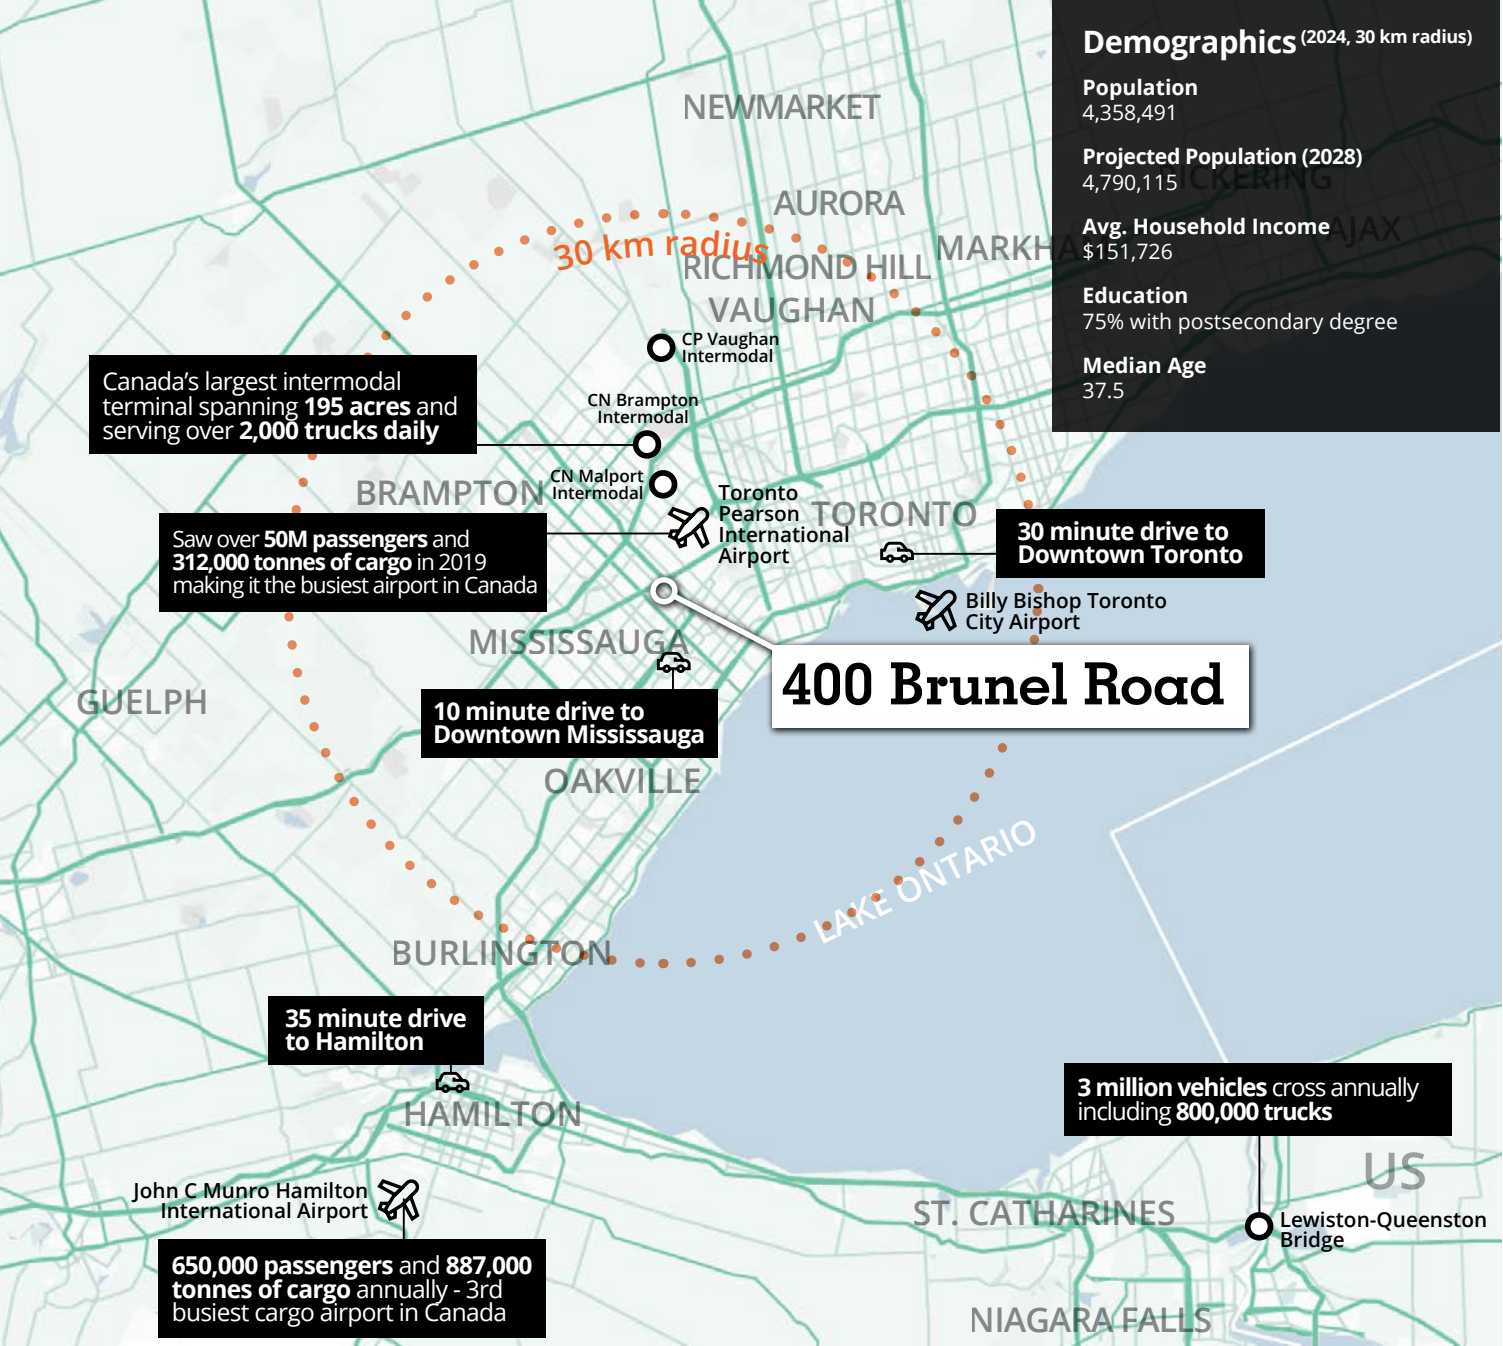 Demographics (2024, 30 km radius)
Population
4,358,491
Projected Population (2028)
4,790,115
Avg. Household Income
$151,726
Education
75% with postsecondary degree
Median Age
37.5
PICKERING
AJAX
NEWMARKET
AURORA
MARKHA
30 km radius
RICHMOND HILL
VAUGHAN
CP Vaughan
Intermodal
Canada's largest intermodal
terminal spanning 195 acres and
serving over 2,000 trucks daily
CN Brampton
Intermodal
CN Malport
Intermodal
BRAMPTON
Toronto
Pearson
International
Airport
TORONTO
Saw over 50M passengers and
312,000 tonnes of cargo in 2019
making it the busiest airport in Canada
30 minute drive to
Downtown Toronto
Billy Bishop Toronto
City Airport
MISSISSAUGA
400 Brunel Road
GUELPH
10 minute drive to
Downtown Mississauga
OAKVILLE
LAKE ONTARIO
BURLINGTON
35 minute drive
to Hamilton
HAMILTON
3 million vehicles cross annually
including 800,000 trucks
US
John C Munro Hamilton
International Airport
ST. CATHARINES
Lewiston-Queenston
Bridge
650,000 passengers and 887,000
tonnes of cargo annually - 3rd
busiest cargo airport in Canada
NIAGARA FALLS